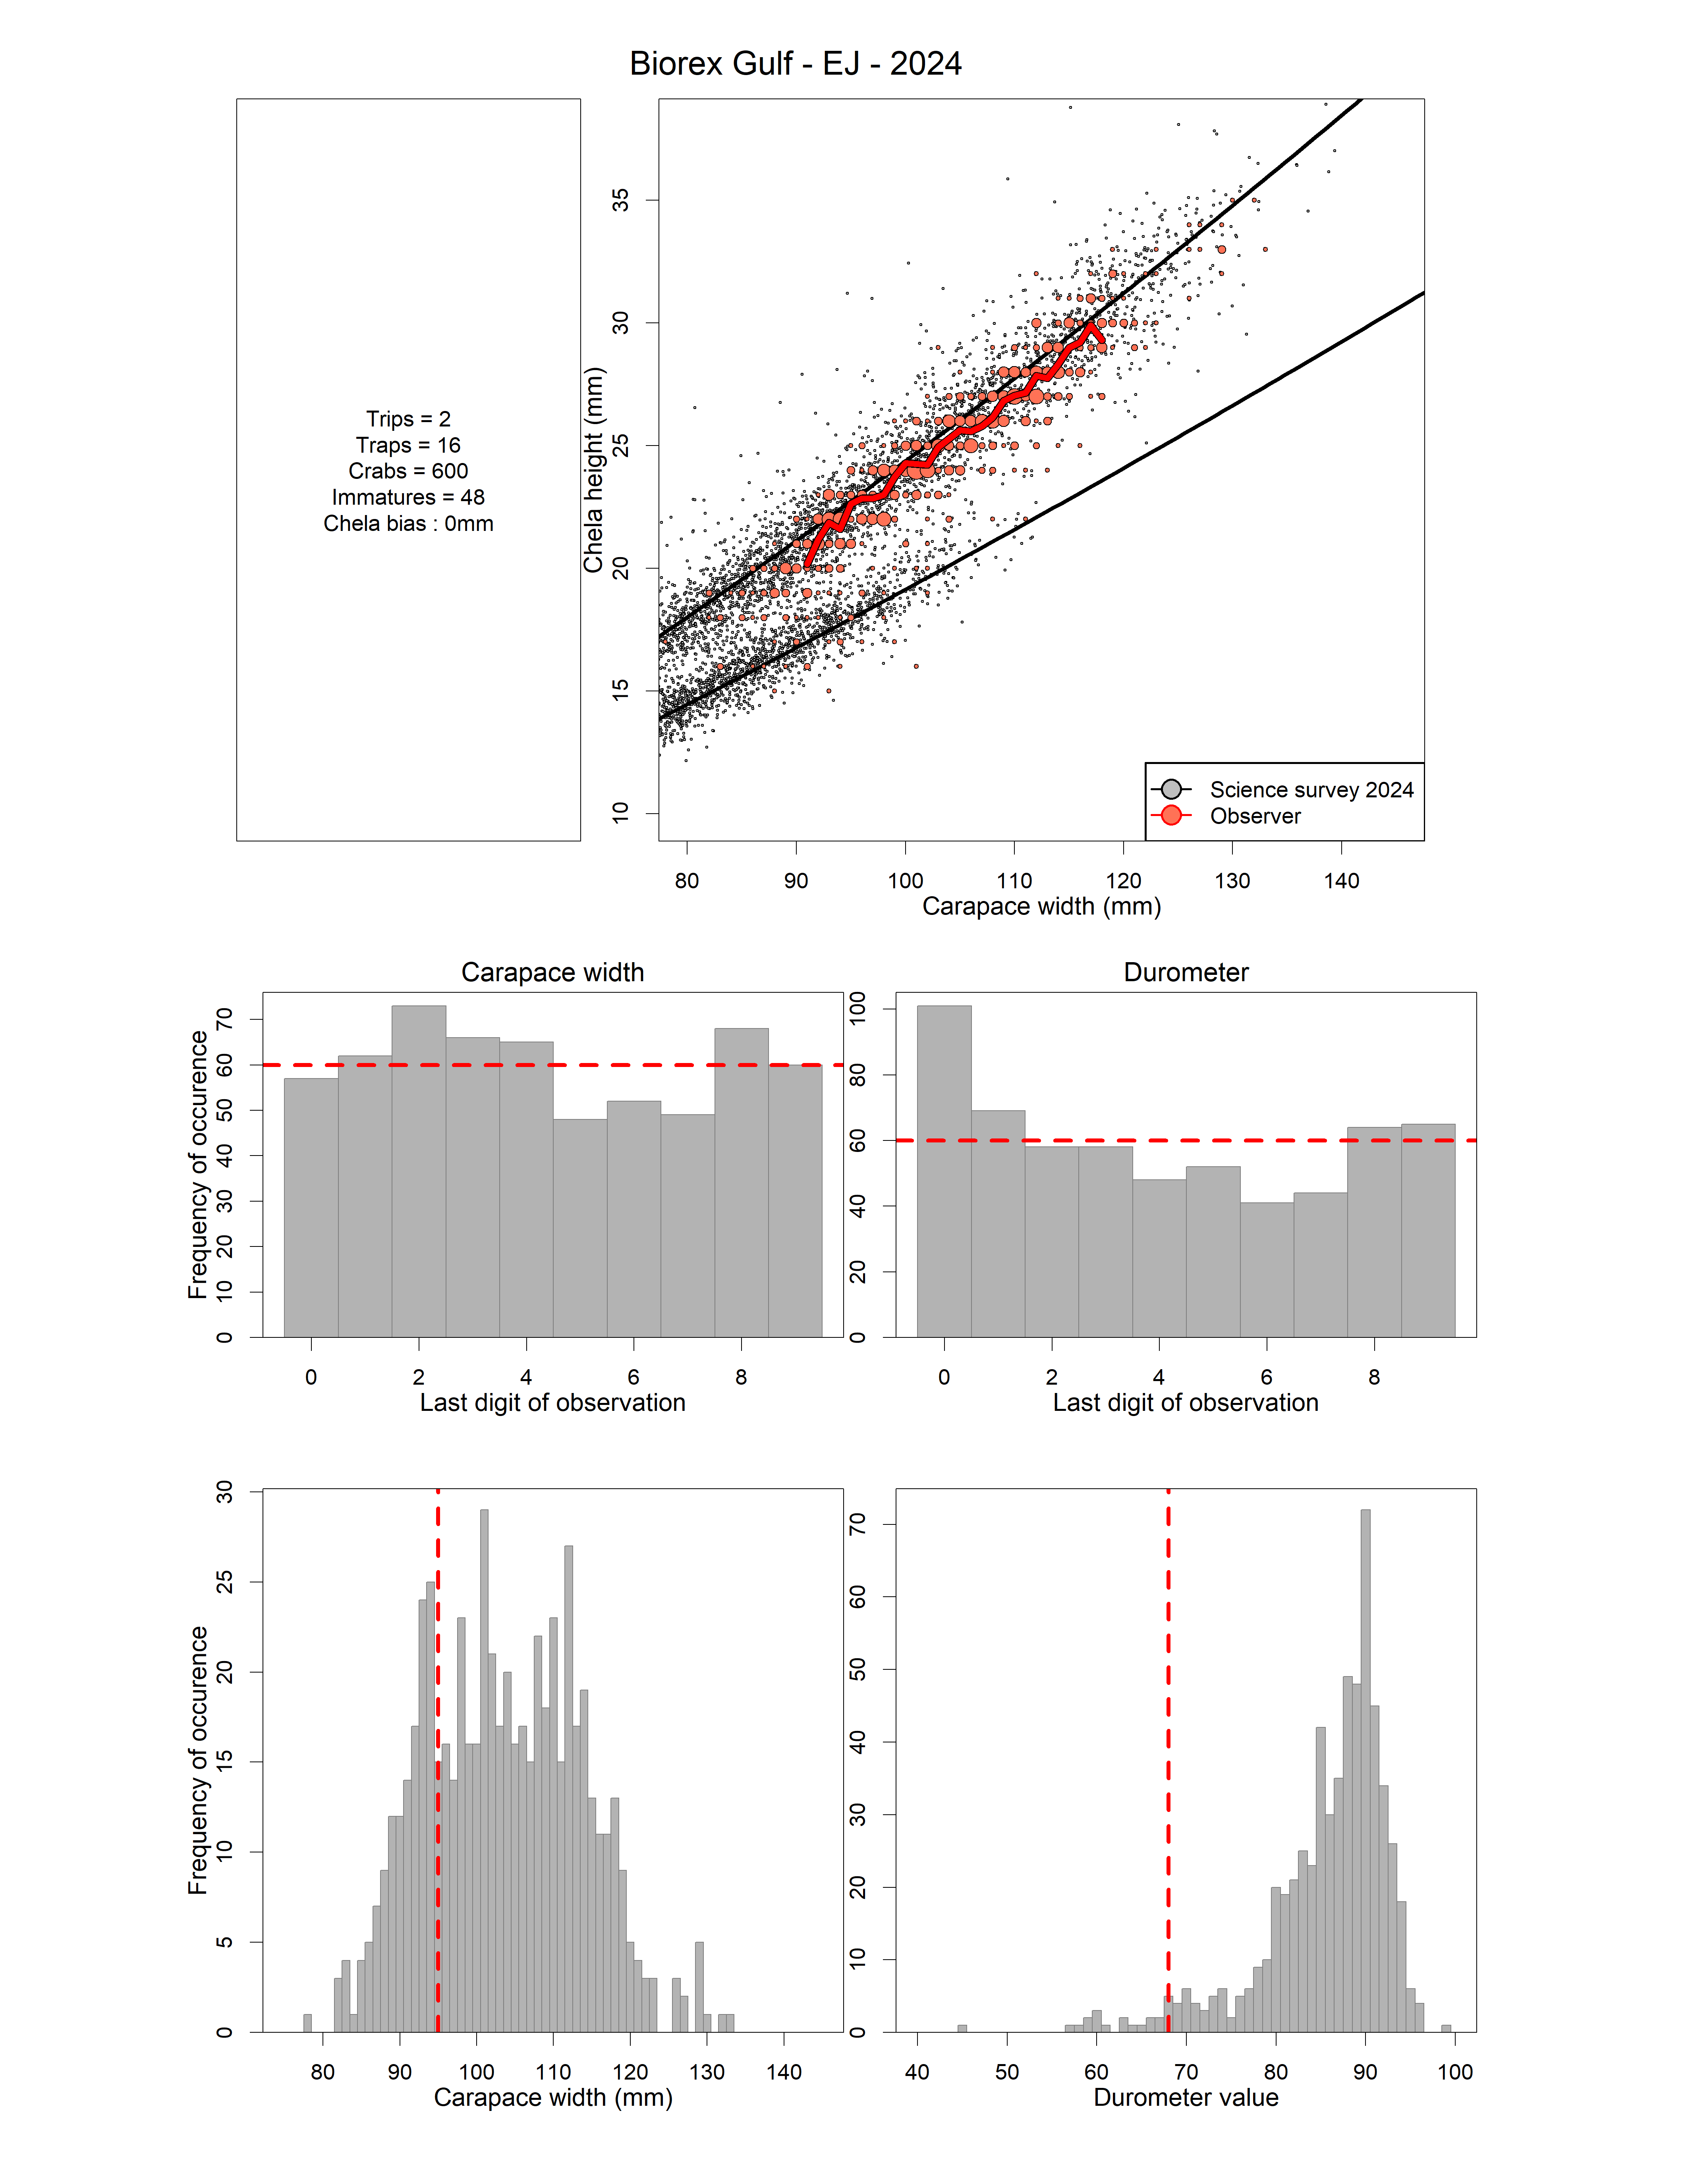 Biorex Gulf - EJ - 2024
Trips = 2
Traps = 16
Crabs = 600
Immatures = 48
Chela bias : 0mm
Chela height (mm)
35
30
25
20
15
10
Science survey 2024
Observer
80 90 100 110 120 130 140
Carapace width (mm)
Carapace width
Frequency of occurence
70
60
50
40
30
20
10
0
0 2 4 6 8
Last digit of observation
Durometer
100
80
60
40
20
0
0 2 4 6 8
Last digit of observation
Frequency of occurence
30
25
20
15
10
5
0
80 90 100 110 120 130 140
Carapace width (mm)
70
60
50
40
30
20
10
0
40 50 60 70 80 90 100
Durometer value